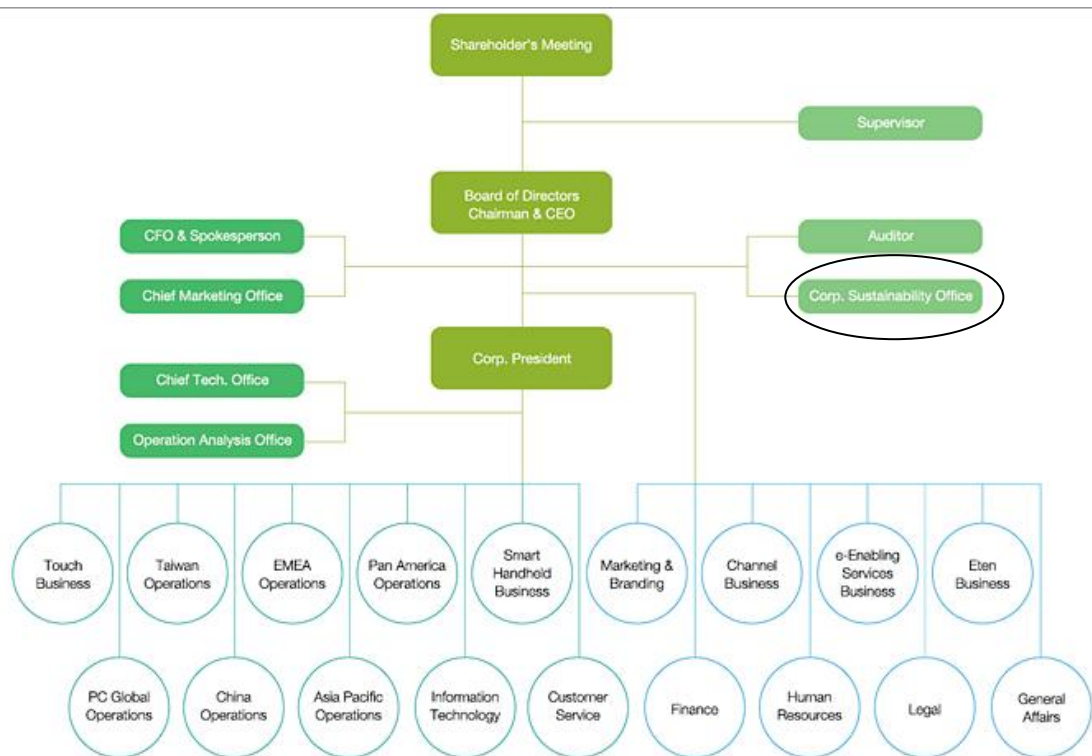 Shareholder's Meeting
Supervisor
Board of Directors
Chairman & CEO
CFO & Spokesperson
Auditor
Chief Marketing Office
Corp. Sustainability Office
Corp. President
Chief Tech. Office
Operation Analysis Office
Touch
Business
Taiwan
Operations
EMEA
Operations
Pan America
Operations
Smart
Handheld
Business
Marketing &
Branding
Channel
Business
e-Enabling
Services
Business
Eten
Business
PC Global
Operations
China
Operations
Asia Pacific
Operations
Information
Technology
Customer
Service
Finance
Human
Resources
Legal
General
Affairs